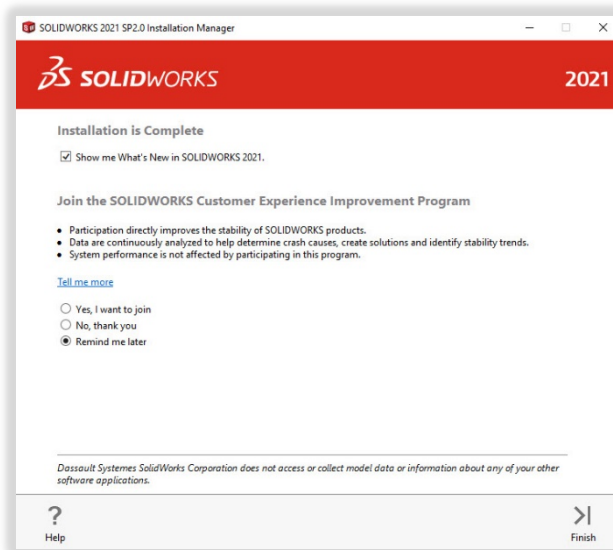 SOLIDWORKS 2021 SP2.0 Installation Manager
SOLIDWORKS
2021
Installation is Complete
Show me What's New in SOLIDWORKS 2021.
Join the SOLIDWORKS Customer Experience Improvement Program
Participation directly improves the stability of SOLIDWORKS products.
Data are continuously analyzed to help determine crash causes, create solutions and identify stability trends.
System performance is not affected by participating in this program.
Tell me more
Yes, I want to join
No, thank you
Remind me later
Dassault Systemes SolidWorks Corporation does not access or collect model data or information about any of your other
software applications.
?
Help
Finish